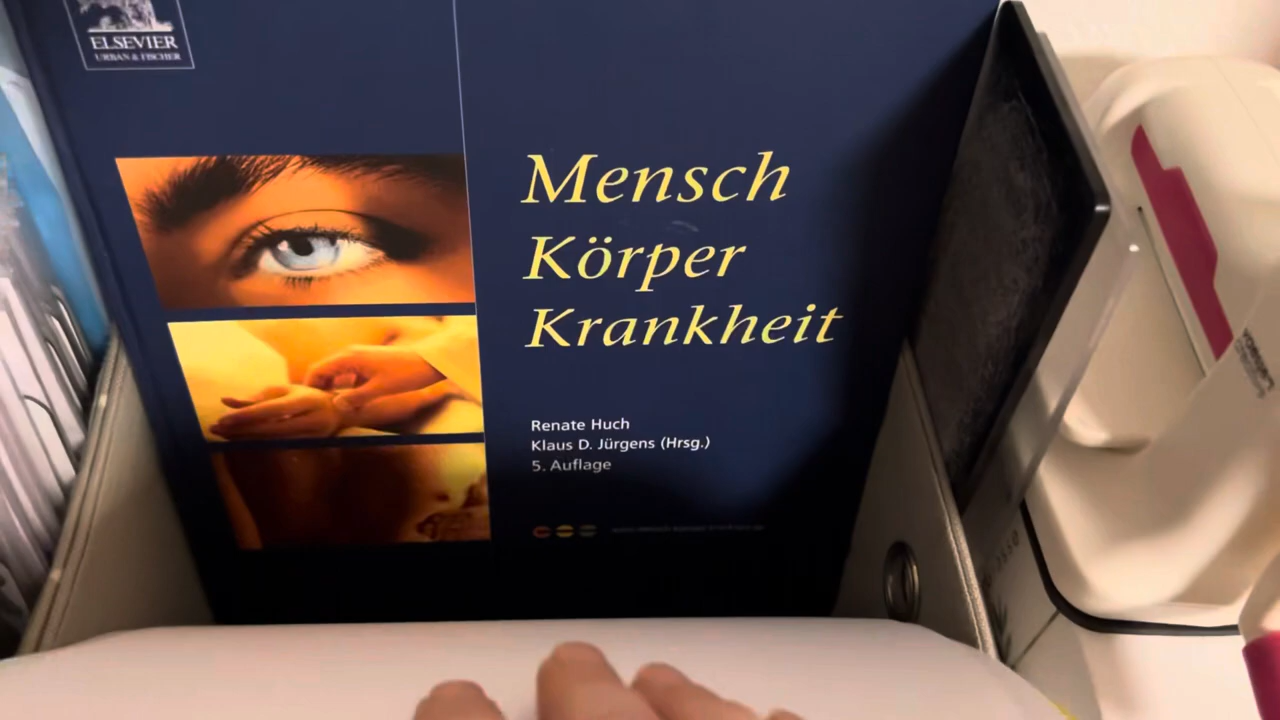 ELSEVIER
URBAN & FISCHER
Mensch
Körper
Krankheit
Renate Huch
Klaus D. Jürgens (Hrsg.)
5. Auflage